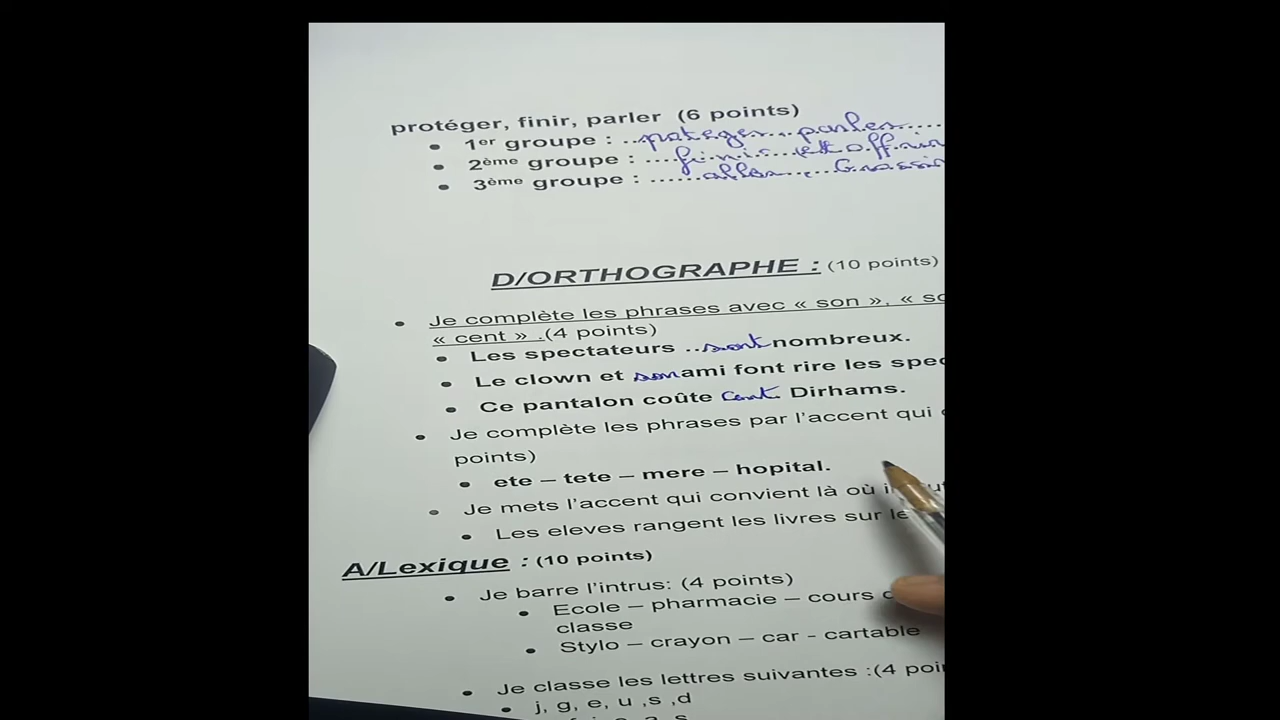 protéger, finir, parler (6 points)
• 1er groupe : ..protéger...parler.....
• 2ème groupe : ....finir...
• 3ème groupe : ......aller.....
D/ORTHOGRAPHE : (10 points)
• Je complète les phrases avec « son », « so
« cent » .(4 points)
• Les spectateurs ..sont nombreux.
• Le clown et son ami font rire les spec
• Ce pantalon coûte cent. Dirhams.
• Je complète les phrases par l’accent qui
points)
• ete – tete – mere – hopital.
• Je mets l’accent qui convient là où
• Les eleves rangent les livres sur le
A/Lexique : (10 points)
• Je barre l’intrus: (4 points)
• Ecole – pharmacie – cours
classe
• Stylo – crayon – car - cartable
• Je classe les lettres suivantes :(4 poi
• j, g, e, u ,s ,d